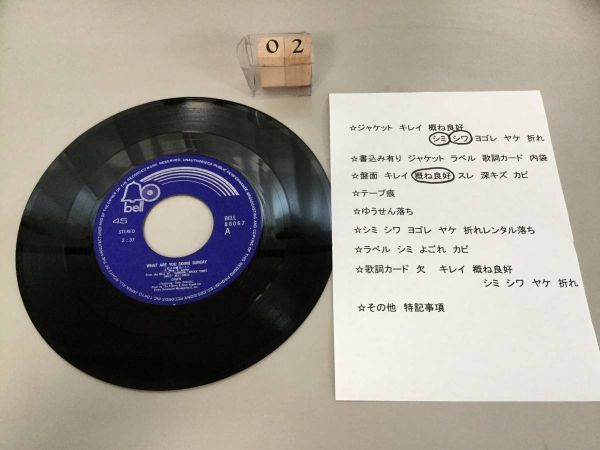 02
☆ジャケット キレイ 概ね良好
シミ シワ ヨゴレ ヤケ 折れ
☆書込み有り ジャケット ラベル 歌詞カード 内袋
☆盤面 キレイ 概ね良好 スレ 深キズ カビ
☆テープ痕
☆ゆうせん落ち
☆シミ シワ ヨゴレ ヤケ 折れレンタル落ち
☆ラベル シミ よごれ カビ
☆歌詞カード 欠 キレイ 概ね良好
シミ シワ ヤケ 折れ
☆その他 特記事項
bell
45
STEREO
2:37
BELL
88067
A
WHAT ARE YOU DOING SUNDAY
DAWN